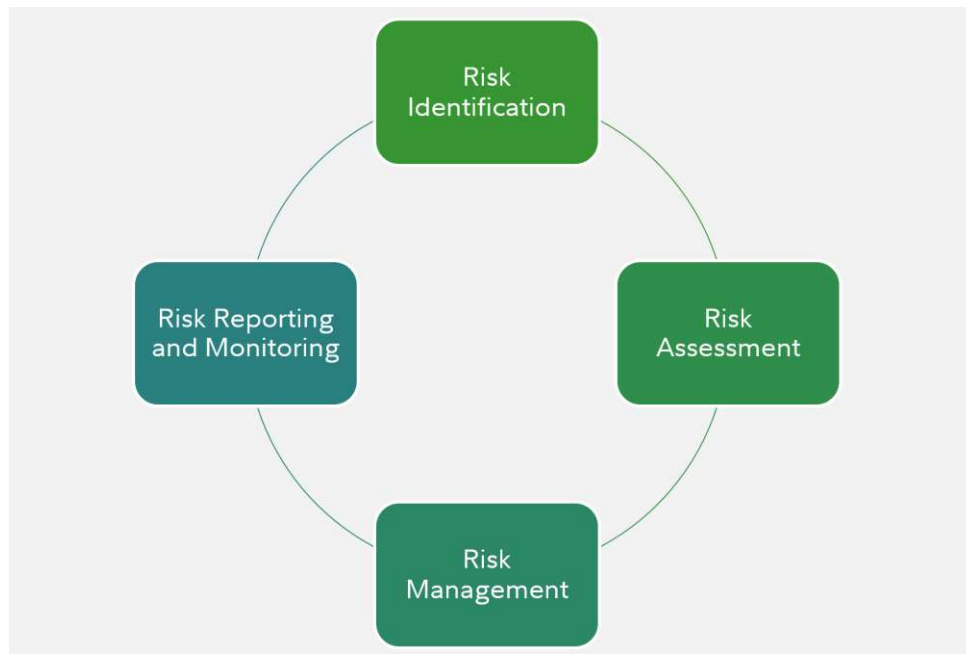 Risk
Identification
Risk
Assessment
Risk
Management
Risk Reporting
and Monitoring